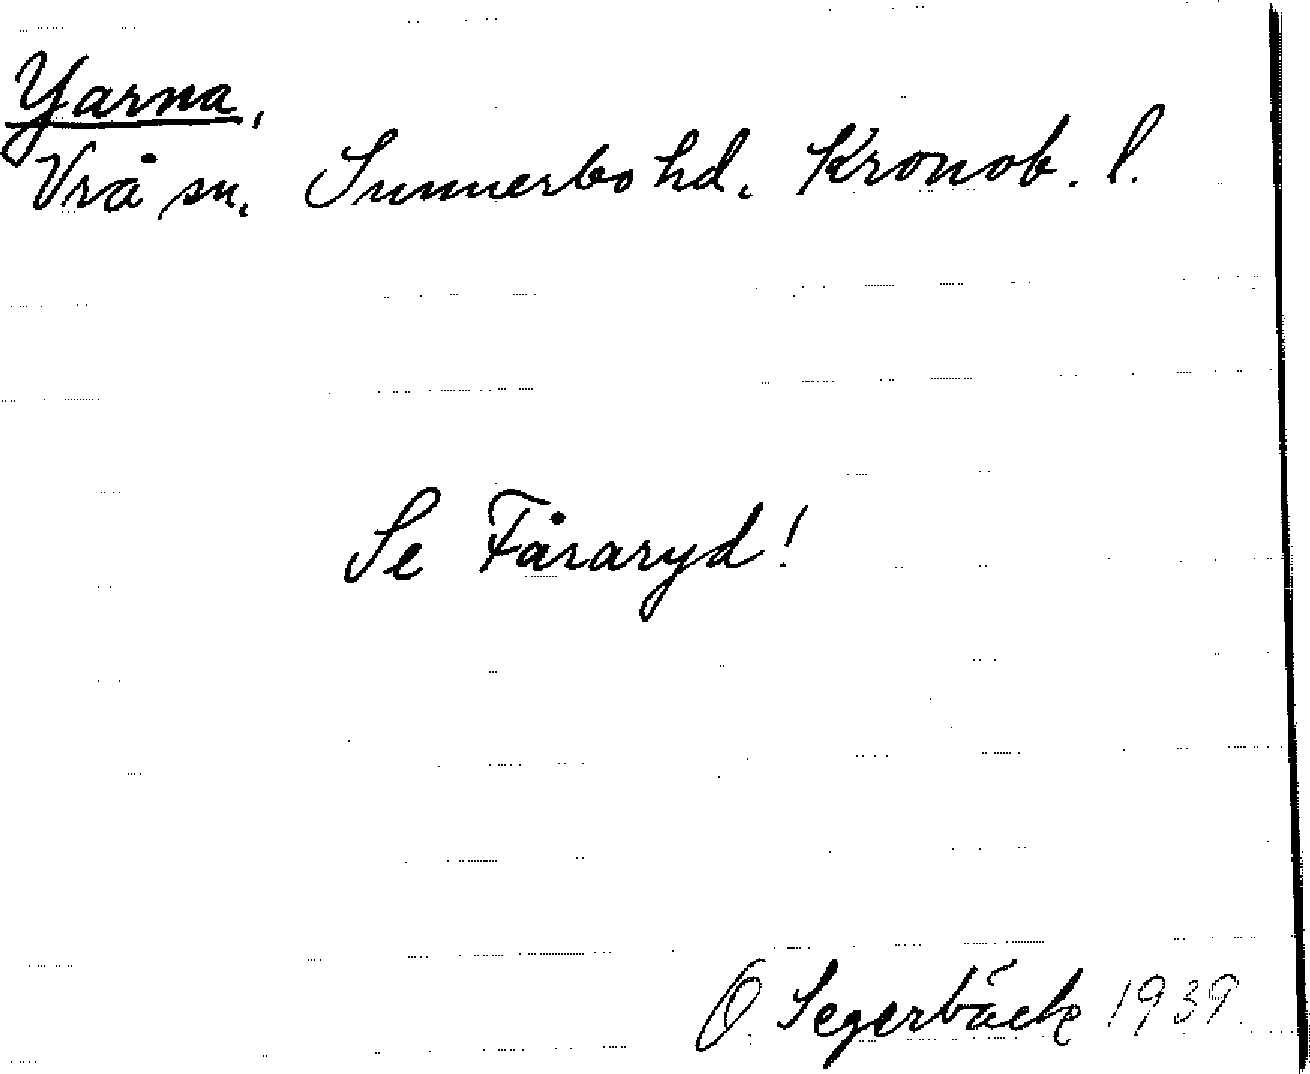 Yarna,
Vrå sn. Sunnerbo hd. Kronob. l.
Se Fåraryd!
O. Segerbäck 1939